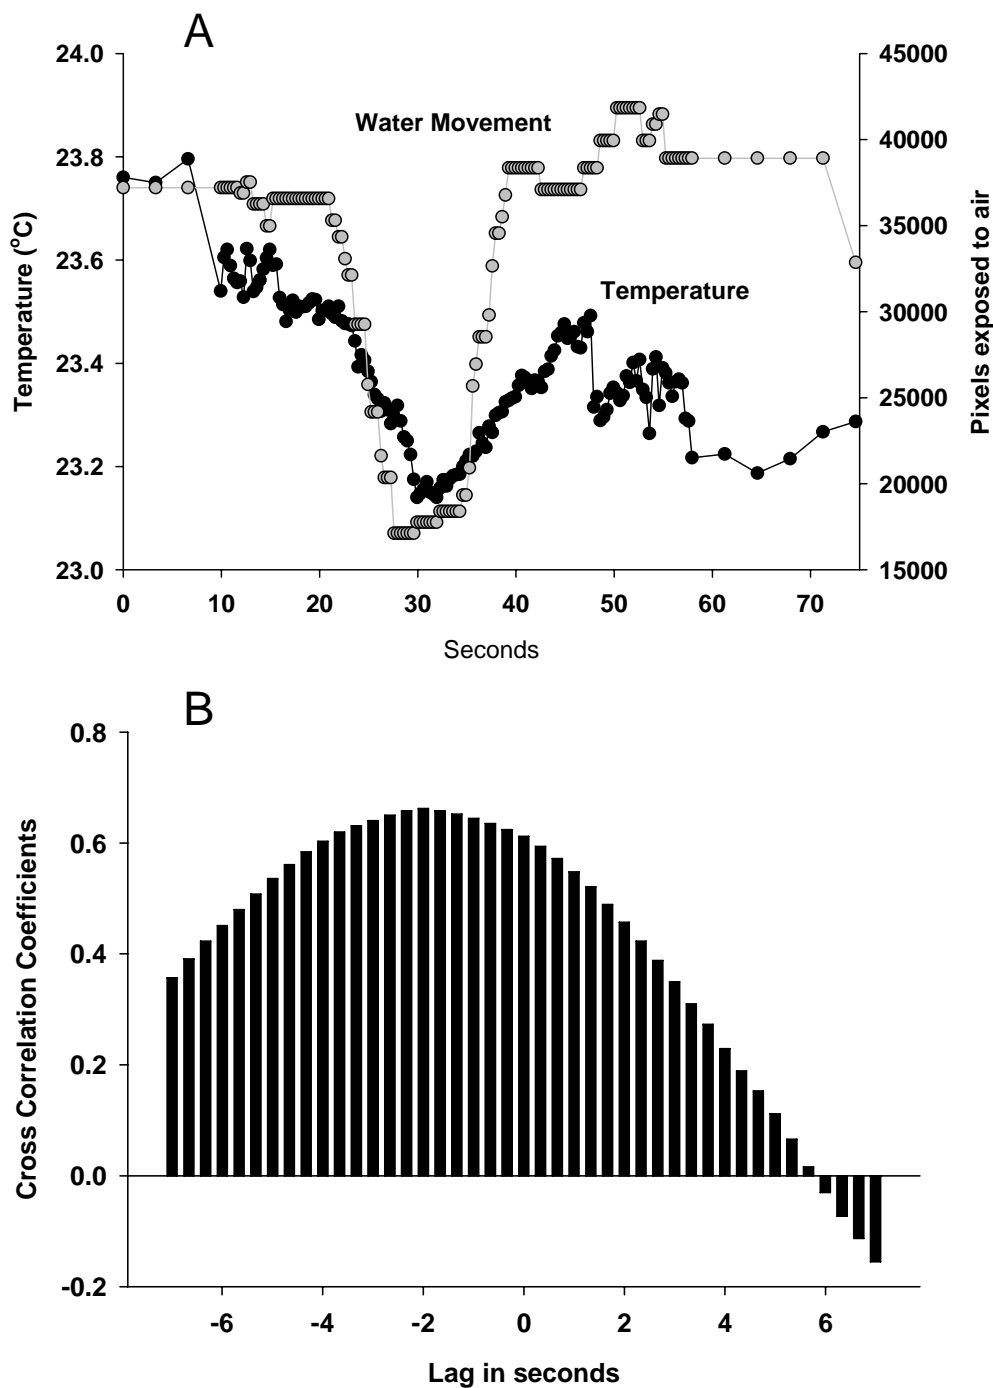 A
24.0
23.8
23.6
23.4
23.2
23.0
Temperature (°C)
45000
40000
35000
30000
25000
20000
15000
Pixels exposed to air
Water Movement
Temperature
0 10 20 30 40 50 60 70
Seconds
B
0.8
0.6
0.4
0.2
0.0
-0.2
Cross Correlation Coefficients
-6 -4 -2 0 2 4 6
Lag in seconds